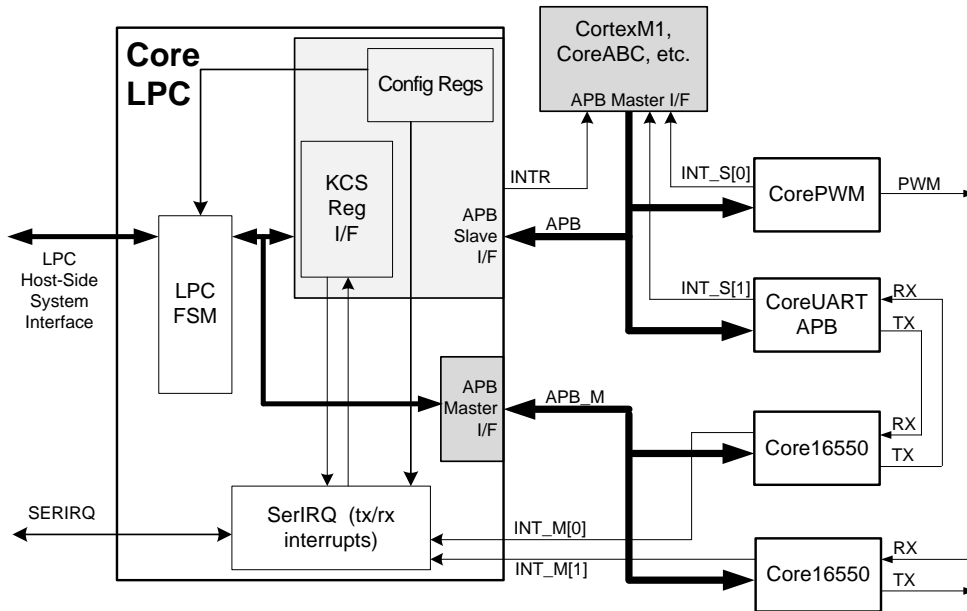 Core
LPC
Config Regs
KCS
Reg
I/F
APB
Slave
I/F
LPC
FSM
LPC
Host-Side
System
Interface
APB
Master
I/F
SerIRQ (tx/rx
interrupts)
SERIRQ
CortexM1,
CoreABC, etc.
APB Master I/F
INTR
APB
INT_S[0]
CorePWM
PWM
INT_S[1]
CoreUART
APB
RX
TX
APB_M
Core16550
RX
TX
INT_M[0]
INT_M[1]
Core16550
RX
TX